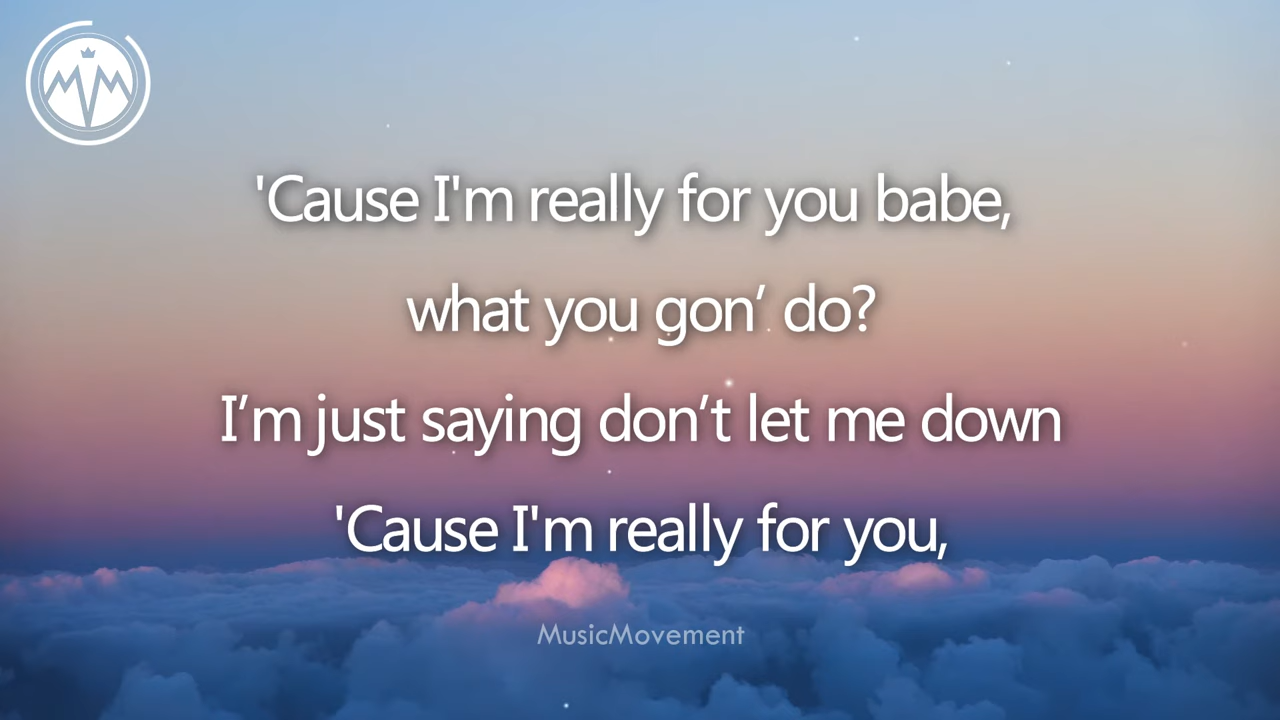 'Cause I'm really for you babe,
what you gon’ do?
I’m just saying don’t let me down
'Cause I'm really for you,
MusicMovement